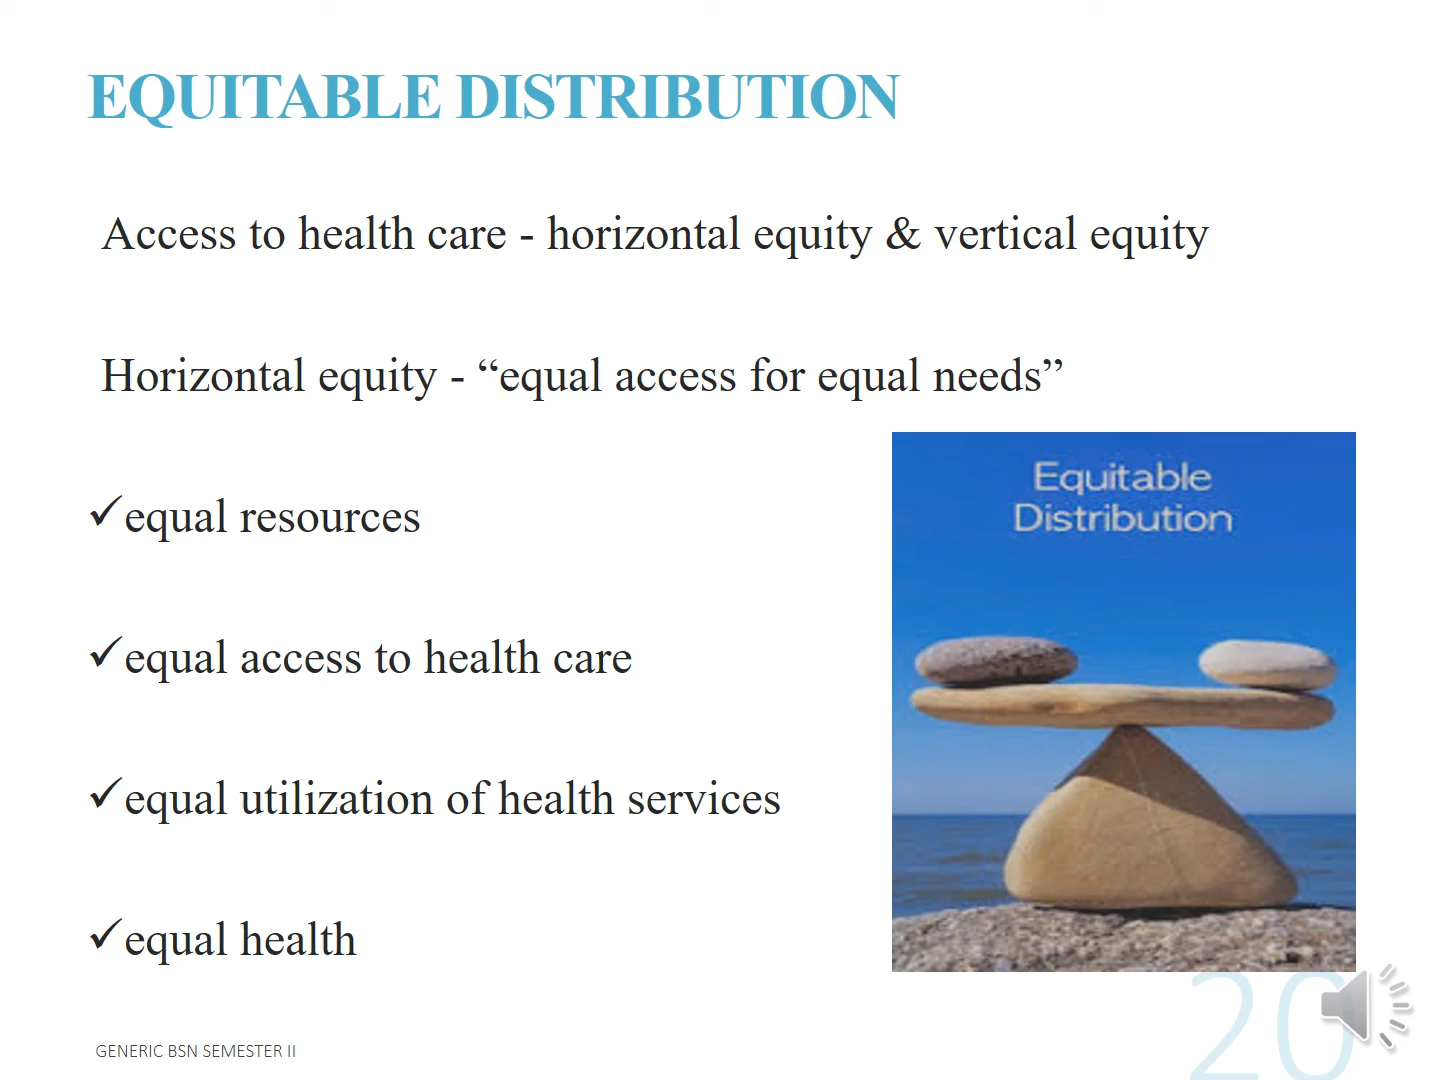 EQUITABLE DISTRIBUTION
Access to health care - horizontal equity & vertical equity
Horizontal equity - “equal access for equal needs”
✓equal resources
✓equal access to health care
✓equal utilization of health services
✓equal health
Equitable
Distribution
GENERIC BSN SEMESTER II
20